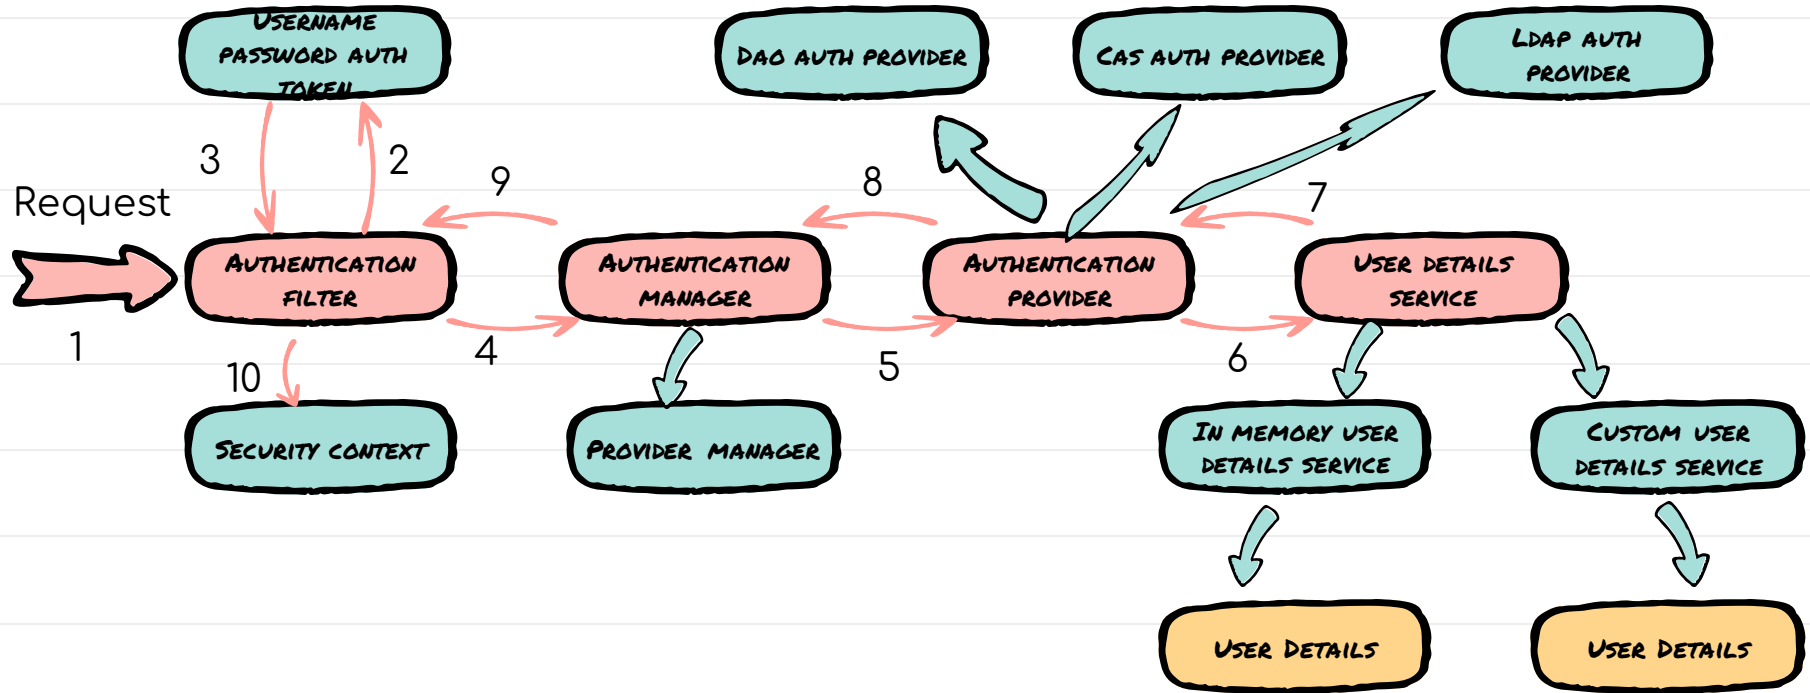 Username
password auth
token
Dao auth provider
Cas auth provider
Ldap auth
provider
3
2
9
8
7
Request
Authentication
filter
Authentication
manager
Authentication
provider
User details
service
1
10
4
5
6
Security context
Provider manager
In memory user
details service
Custom user
details service
User Details
User Details